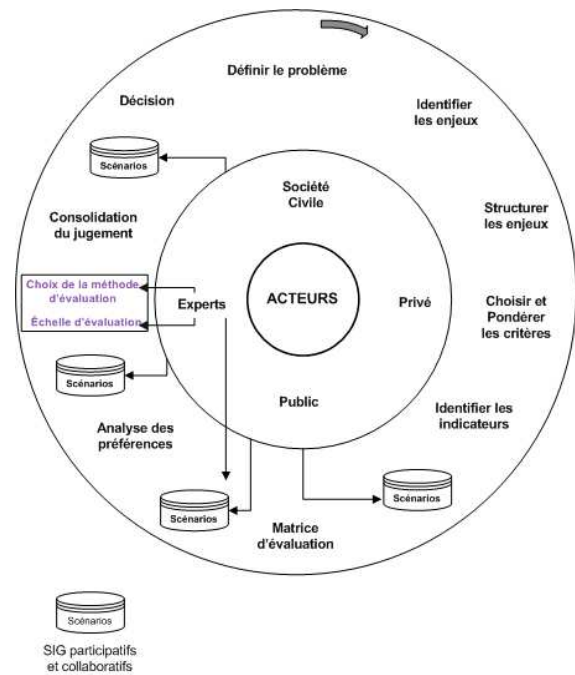 Définir le problème
Identifier
les enjeux
Structurer
les enjeux
Choisir et
Pondérer
les critères
Identifier les
indicateurs
Scénarios
Matrice
d'évaluation
Scénarios
Analyse des
préférences
Scénarios
Choix de la méthode
d'évaluation
Échelle d'évaluation
Consolidation
du jugement
Scénarios
Décision
Société
Civile
Privé
Public
Experts
ACTEURS
Scénarios
SIG participatifs
et collaboratifs